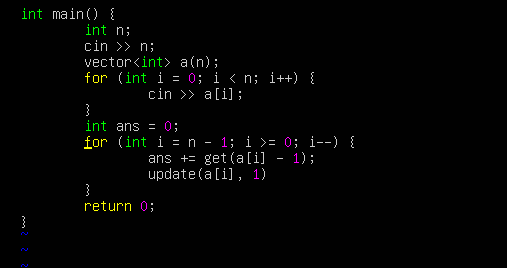 int main() {
        int n;
        cin >> n;
        vector<int> a(n);
        for (int i = 0; i < n; i++) {
                cin >> a[i];
        }
        int ans = 0;
        for (int i = n - 1; i >= 0; i--) {
                ans += get(a[i] - 1);
                update(a[i], 1)
        }
        return 0;
}
~
~
~